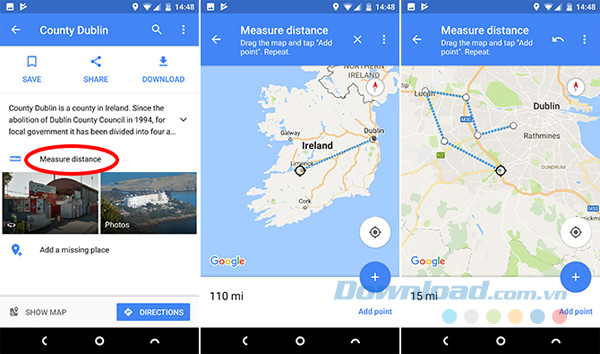 14:48
County Dublin
SAVE
SHARE
DOWNLOAD
County Dublin is a county in Ireland. Since the
abolition of Dublin County Council in 1994, for
local government it has been divided into four a...
Measure distance
Photos
Add a missing place
SHOW MAP
DIRECTIONS
14:48
Measure distance
Drag the map and tap "Add
point". Repeat.
NORTHERN
IRELAND
Galway
Dublin
Ireland
Limerick
Cork
Google
110 mi
Add point
14:48
Measure distance
Drag the map and tap "Add
point". Repeat.
Lucan
Dublin
Rathmines
DUNDRUM
M50
Google
15 mi
Add point
Download.com.vn